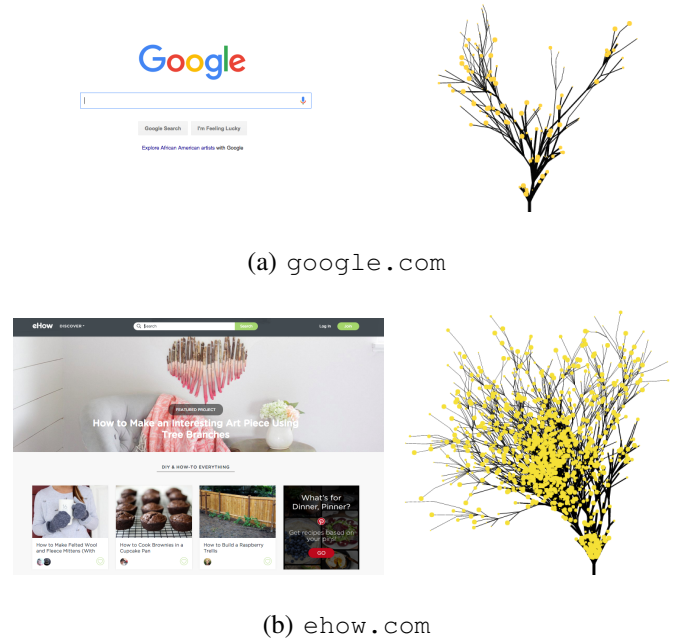 Google
Google Search I'm Feeling Lucky
Explore African American artists with Google
(a) google.com
eHow DISCOVER
Search Search Log In Join
FEATURED PROJECT
How to Make an Interesting Art Piece Using
Tree Branches
DIY & HOW-TO EVERYTHING
How to Make Felted Wool
and Fleece Mittens (With
How to Cook Brownies in a
Cupcake Pan
How to Build a Raspberry
Trellis
What's for
Dinner, Pinner?
Get recipes based on
your pins!
GO
(b) ehow.com